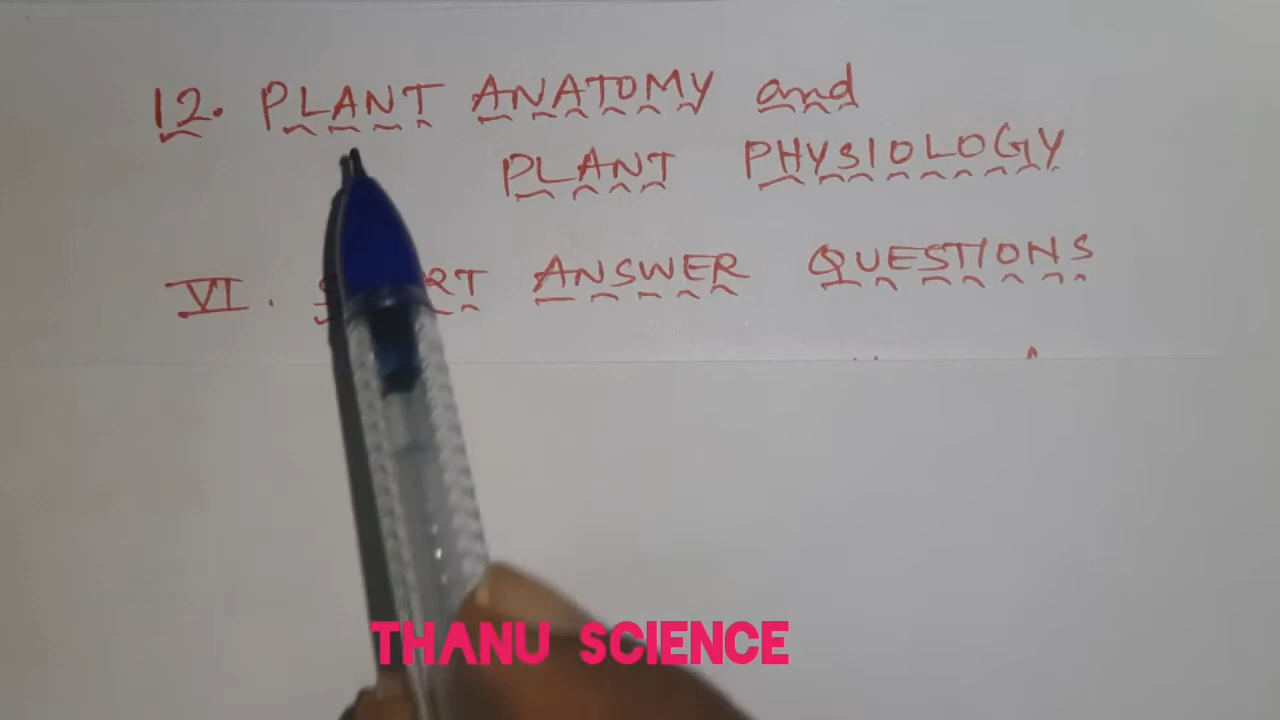 12. PLANT ANATOMY and
PLANT PHYSIOLOGY
VI. ANSWER QUESTIONS
THANU SCIENCE